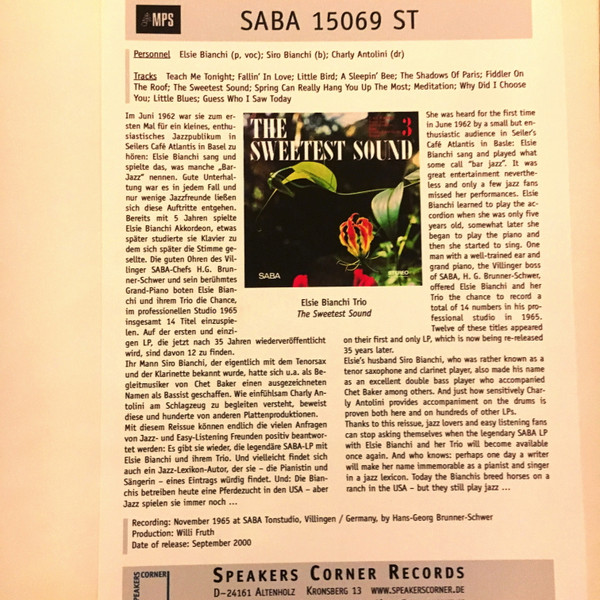 MPS
SABA 15069 ST
Personnel Elsie Bianchi (p, voc); Siro Bianchi (b); Charly Antolini (dr)
Tracks Teach Me Tonight; Fallin' In Love; Little Bird; A Sleepin' Bee; The Shadows Of Paris; Fiddler On
The Roof; The Sweetest Sound; Spring Can Really Hang You Up The Most; Meditation; Why Did I Choose
You; Little Blues; Guess Who I Saw Today
Im Juni 1962 war sie zum er-
sten Mal für ein kleines, enthu-
siastisches Jazzpublikum in
Seilers Café Atlantis in Basel zu
hören: Elsie Bianchi sang und
spielte das, was manche „Bar-
Jazz" nennen. Gute Unterhal-
tung war es in jedem Fall und
nur wenige Jazzfreunde ließen
sich diese Auftritte entgehen.
Bereits mit 5 Jahren spielte
Elsie Bianchi Akkordeon, etwas
später studierte sie Klavier zu
dem sich später die Stimme ge-
sellte. Die guten Ohren des Vil-
linger SABA-Chefs H.G. Brun-
ner-Schwer und sein berühmtes
Grand-Piano boten Elsie Bian-
chi und ihrem Trio die Chance,
im professionellen Studio 1965
insgesamt 14 Titel einzuspie-
len. Auf der ersten und einzi-
gen LP, die jetzt nach 35 Jahren wiederveröffentlicht
wird, sind davon 12 zu finden.
Ihr Mann Siro Bianchi, der eigentlich mit dem Tenorsax
und der Klarinette bekannt wurde, hatte sich u.a. als Be-
gleitmusiker von Chet Baker einen ausgezeichneten
Namen als Bassist geschaffen. Wie einfühlsam Charly An-
tolini am Schlagzeug zu begleiten versteht, beweist
diese und hunderte von anderen Plattenproduktionen.
Mit diesem Reissue können endlich die vielen Anfragen
von Jazz- und Easy-Listening Freunden positiv beantwor-
tet werden: Es gibt sie wieder, die legendäre SABA-LP mit
Elsie Bianchi und ihrem Trio. Und vielleicht findet sich
auch ein Jazz-Lexikon-Autor, der sie – die Pianistin und
Sängerin – eines Eintrags würdig findet. Und: Die Bian-
chis betreiben heute eine Pferdezucht in den USA – aber
Jazz spielen sie immer noch ...
THE
SWEETEST SOUND
3
SABA
STEREO
Elsie Bianchi Trio
The Sweetest Sound
She was heard for the first time
in June 1962 by a small but en-
thusiastic audience in Seiler's
Café Atlantis in Basle: Elsie
Bianchi sang and played what
some call "bar jazz". It was
great entertainment neverthe-
less and only a few jazz fans
missed her performances. Elsie
Bianchi learned to play the ac-
cordion when she was only five
years old, somewhat later she
began to play the piano and
then she started to sing. One
man with a well-trained ear and
grand piano, the Villinger boss
of SABA, H. G. Brunner-Schwer,
offered Elsie Bianchi and her
Trio the chance to record a
total of 14 numbers in his pro-
fessional studio in 1965.
Twelve of these titles appeared
on their first and only LP, which is now being re-released
35 years later.
Elsie's husband Siro Bianchi, who was rather known as a
tenor saxophone and clarinet player, also made his name
as an excellent double bass player who accompanied
Chet Baker among others. And just how sensitively Char-
ly Antolini provides accompaniment on the drums is
proven both here and on hundreds of other LPs.
Thanks to this reissue, jazz lovers and easy listening fans
can stop asking themselves when the legendary SABA LP
with Elsie Bianchi and her Trio will become available
once again. And who knows: perhaps one day a writer
will make her name immemorable as a pianist and singer
in a jazz lexicon. Today the Bianchis breed horses on a
ranch in the USA – but they still play jazz ...
Recording: November 1965 at SABA Tonstudio, Villingen / Germany, by Hans-Georg Brunner-Schwer
Production: Willi Fruth
Date of release: September 2000
SPEAKERS CORNER
SPEAKERS CORNER RECORDS
D–24161 ALTENHOLZ KRONSBERG 13 WWW.SPEAKERSCORNER.DE